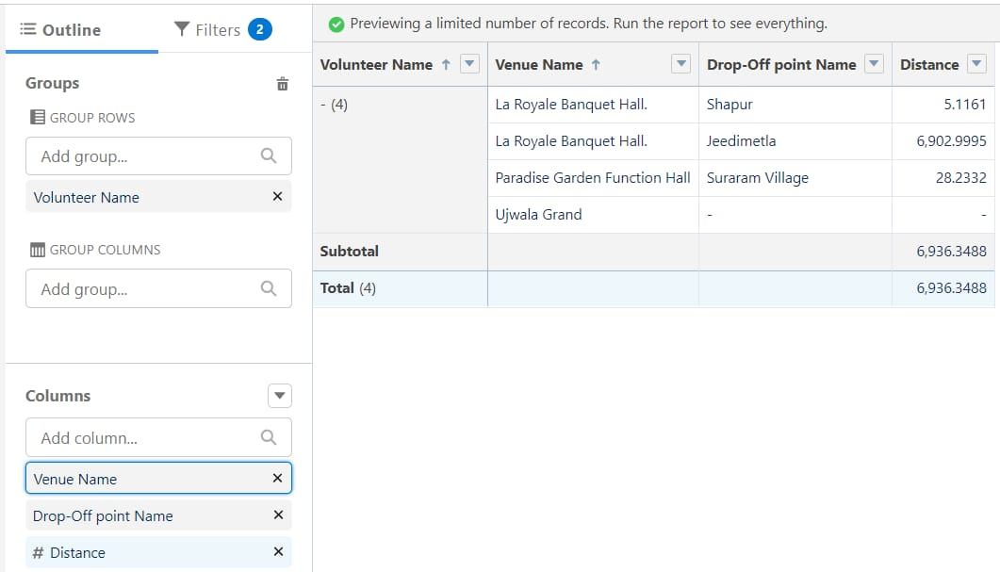 Outline
Filters 2
Previewing a limited number of records. Run the report to see everything.
Groups
GROUP ROWS
Add group...
Volunteer Name
GROUP COLUMNS
Add group...
Columns
Add column...
Venue Name
Drop-Off point Name
# Distance
Volunteer Name Venue Name Drop-Off point Name Distance
- (4) La Royale Banquet Hall. Shapur 5.1161
La Royale Banquet Hall. Jeedimetla 6,902.9995
Paradise Garden Function Hall Suraram Village 28.2332
Ujwala Grand - -
Subtotal 6,936.3488
Total (4) 6,936.3488